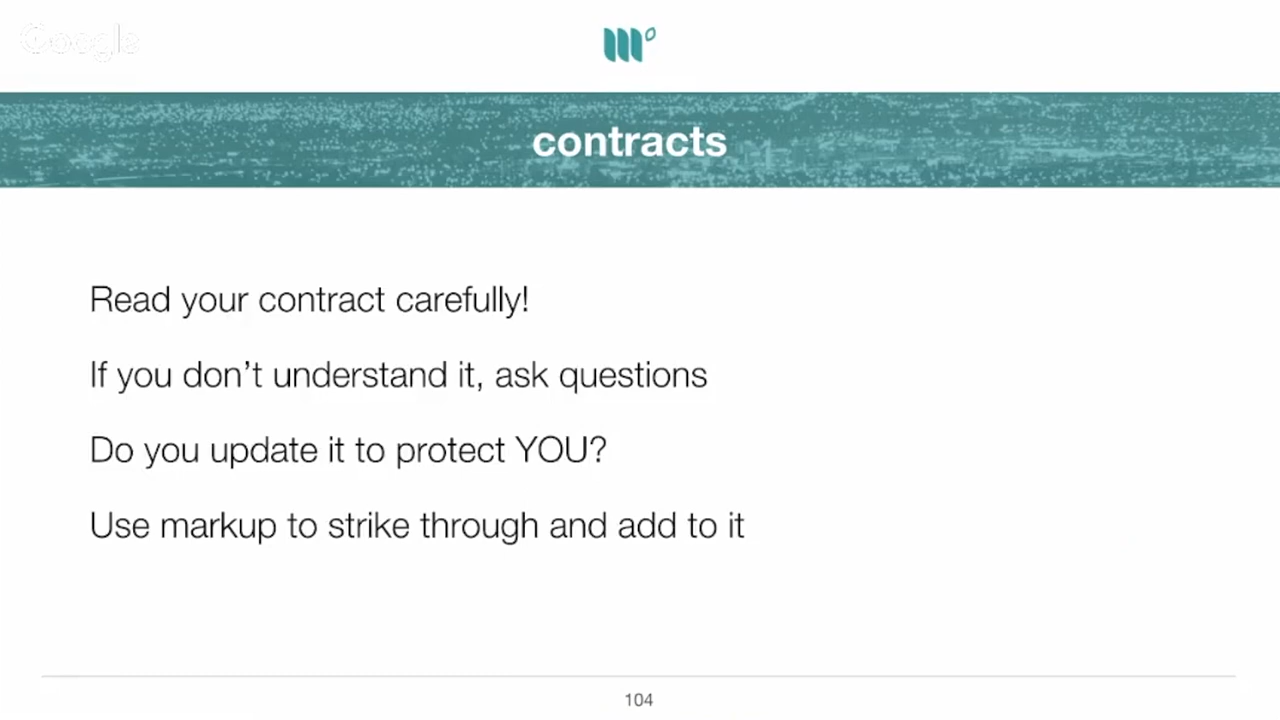 Google
contracts
Read your contract carefully!
If you don’t understand it, ask questions
Do you update it to protect YOU?
Use markup to strike through and add to it
104